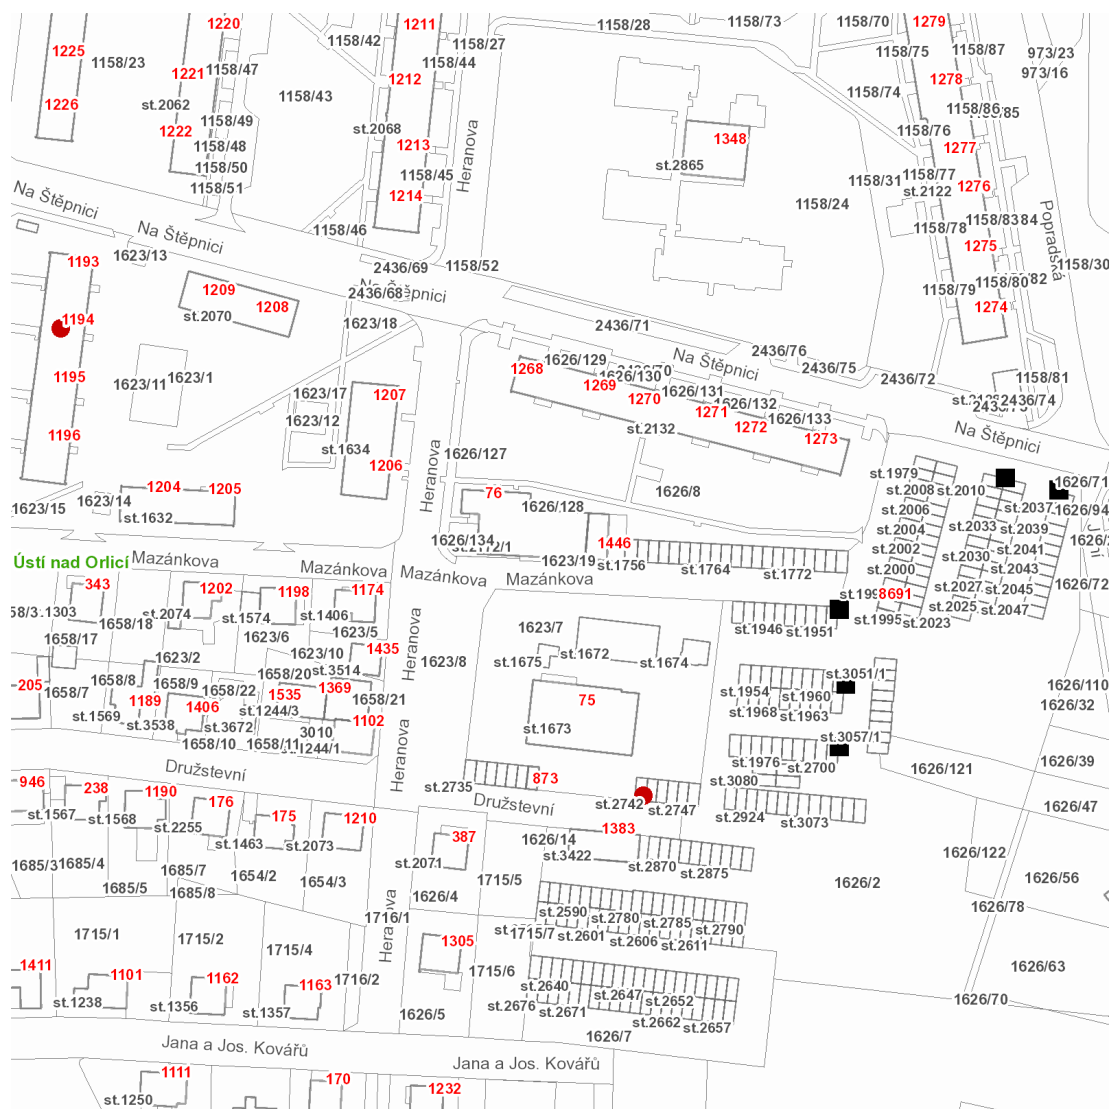 1220
1211
1158/28
1158/73
1158/70
1279
1225
1158/23
1158/42
1158/27
1158/75
1158/87
973/23
1221
1158/47
1212
1158/44
1278
973/16
1226
st.2062
1158/43
1158/74
1158/86
1222
1158/49
st.2068
1158/76
1158/48
1213
1348
1277
1158/50
1158/45
st.2865
1158/77
1158/31
1276
1158/51
1214
Heranova
st.2122
Na Štěpnici
1158/24
Popradská
1158/46
Na Štěpnici
1158/78
1158/83
1275
1193
1623/13
2436/69
1158/52
1158/30
1209
2436/68
1158/79
1158/80
1208
st.2070
1274
1194
1623/18
2436/71
1623/11
1623/1
1626/129
Na Štěpnici
2436/76
1268
1195
1626/130
2436/75
2436/72
1158/81
1623/17
1207
1269
1626/131
1270
1626/132
2436/74
1623/12
1271
1626/133
1196
st.1634
st.2132
1272
1273
Na Štěpnici
1206
1626/127
Heranova
st.1979
1626/71
1204
1205
76
1626/8
st.2008
st.2010
1623/14
1623/15
st.1632
1626/128
st.2006
st.2037
1626/94
st.2004
st.2033
st.2039
1626/134
1446
st.2002
st.2041
Ústí nad Orlicí
Mazánkova
Mazánkova
Mazánkova
Mazánkova
1623/19
st.1756
st.1764
st.1772
st.2030
st.2043
st.2000
1626/72
343
1202
1198
1174
8691
st.2027
st.2045
1303
st.2074
st.1574
st.1406
st.2025
st.2047
1658/18
1623/6
1623/5
st.1946
st.1951
st.1995
st.2023
1658/17
1623/7
1435
Heranova
1623/2
1623/10
1623/8
st.1675
st.1672
st.1674
205
1658/8
1658/9
1658/20
st.3514
st.3051/1
1658/7
1658/22
1535
1369
1658/21
75
st.1954
st.1960
1626/110
1189
1406
st.1244/3
st.1968
st.1963
1626/32
st.1569
st.3538
st.3672
3010
1102
st.1673
st.3057/1
1658/10
1658/11
Heranova
st.1976
st.2700
1626/121
1626/39
Družstevní
st.3080
946
238
1190
176
175
1210
st.2735
873
Družstevní
st.2742
st.2747
1626/47
st.1567
st.1568
st.2255
st.2924
st.3073
st.1463
st.2073
387
1383
1626/14
1685/3
1685/4
st.2071
st.3422
1626/122
1685/7
1654/2
1654/3
st.2870
st.2875
1685/5
1685/8
1715/5
1626/2
1626/56
1626/4
1626/78
1716/1
st.2590
st.2780
st.2785
st.2790
1715/1
1715/2
1715/4
Heranova
1305
1715/7
st.2601
st.2606
st.2611
1411
1101
1162
1163
1716/2
1715/6
1626/63
st.1238
st.1356
st.1357
st.2640
st.2647
st.2652
1626/70
1626/5
st.2676
st.2671
st.2662
st.2657
1626/7
Jana a Jos. Kovářů
Jana a Jos. Kovářů
1111
170
1232
st.1250